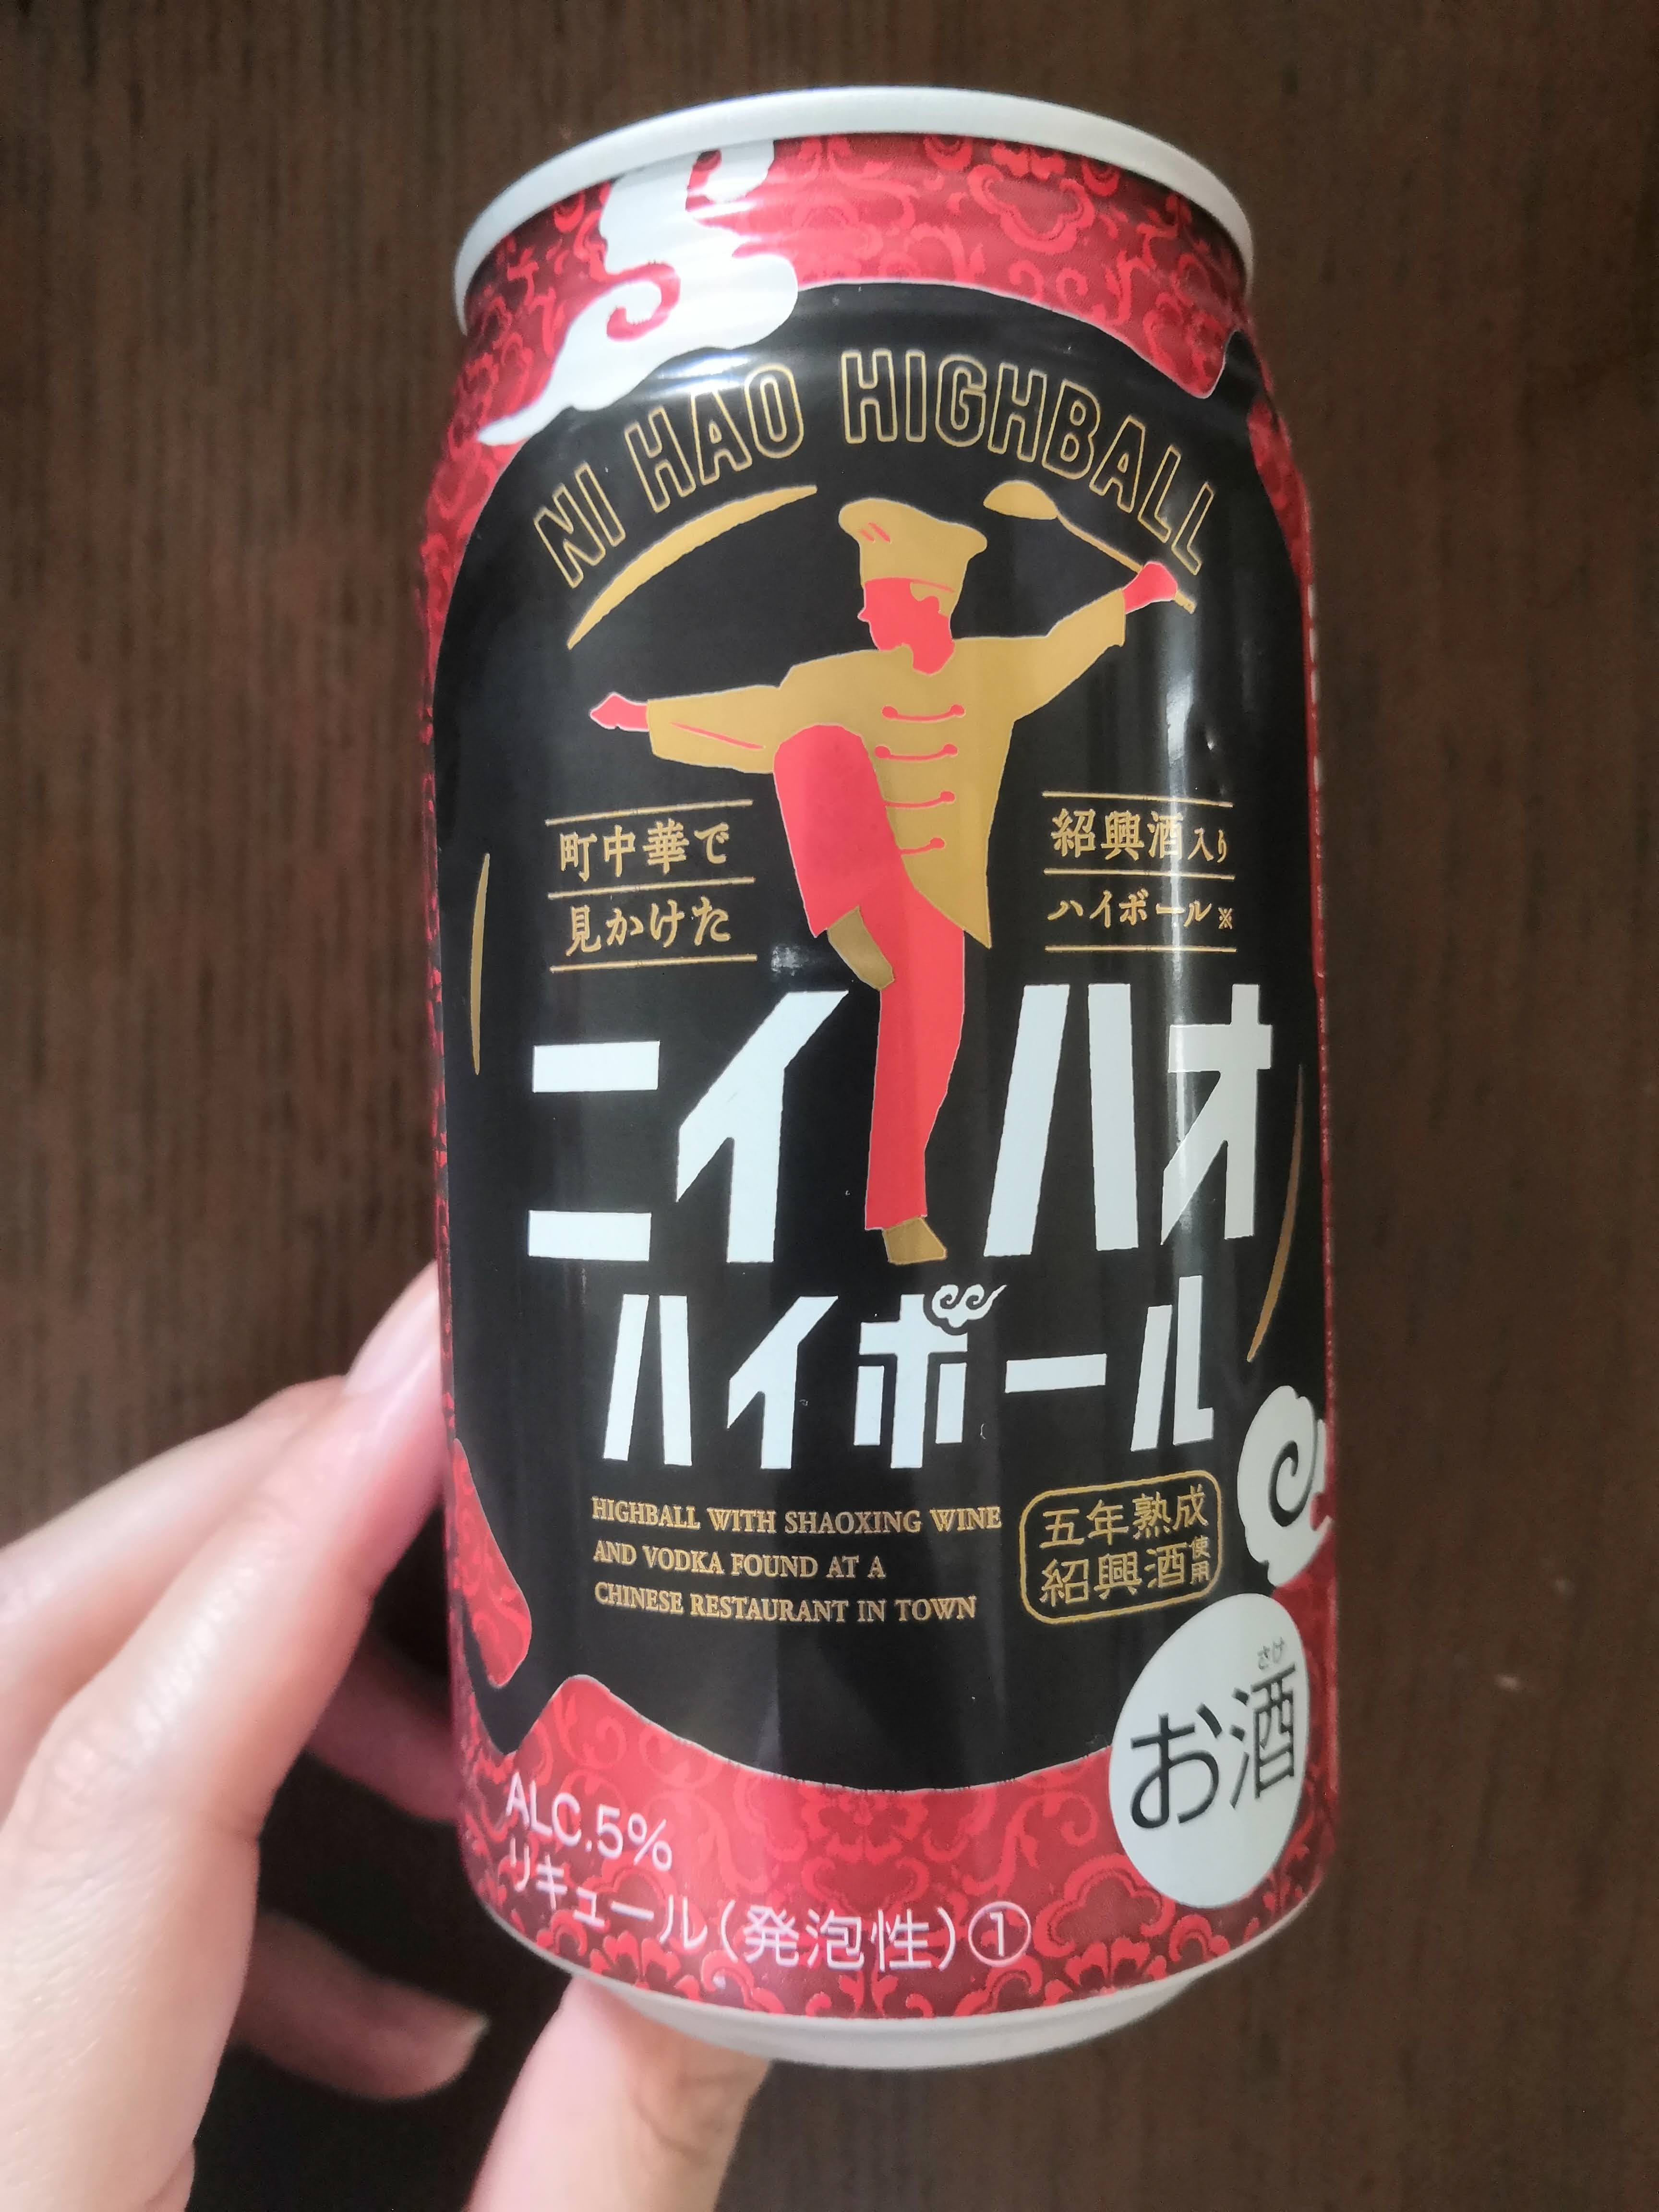 NI HAO HIGHBALL
町中華で
見かけた
紹興酒入り
ハイボール※
ニイハオ
ハイボール
HIGHBALL WITH SHAOXING WINE
AND VODKA FOUND AT A
CHINESE RESTAURANT IN TOWN
五年熟成
紹興酒使用
さけ
お酒
ALC.5%
リキュール(発泡性)①